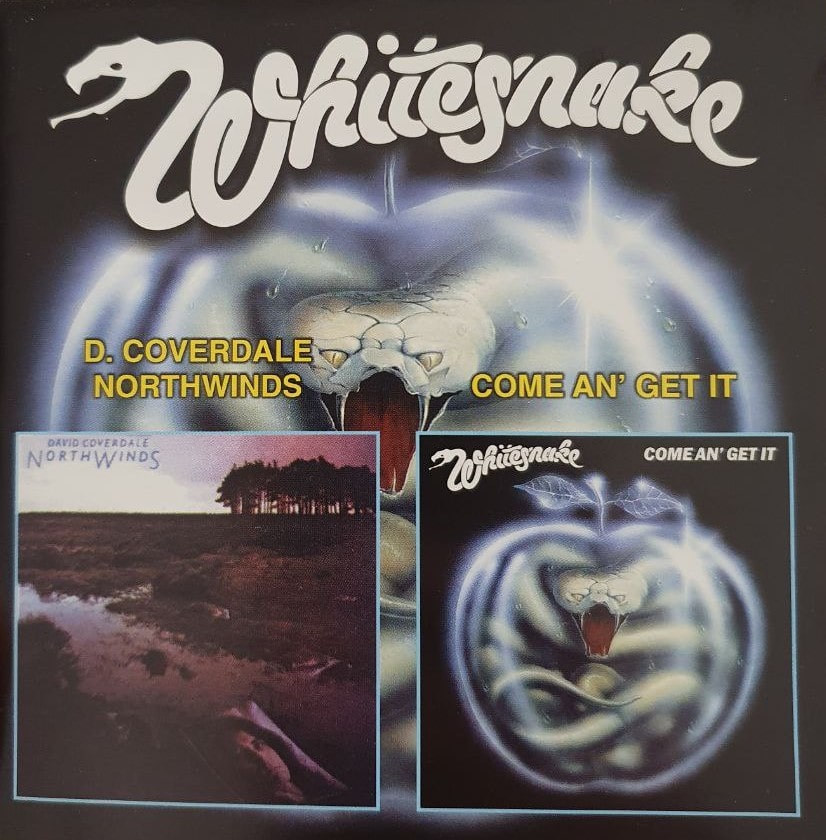 Whitesnake
D. COVERDALE
NORTHWINDS
COME AN' GET IT
DAVID COVERDALE
NORTHWINDS
Whitesnake
COME AN' GET IT